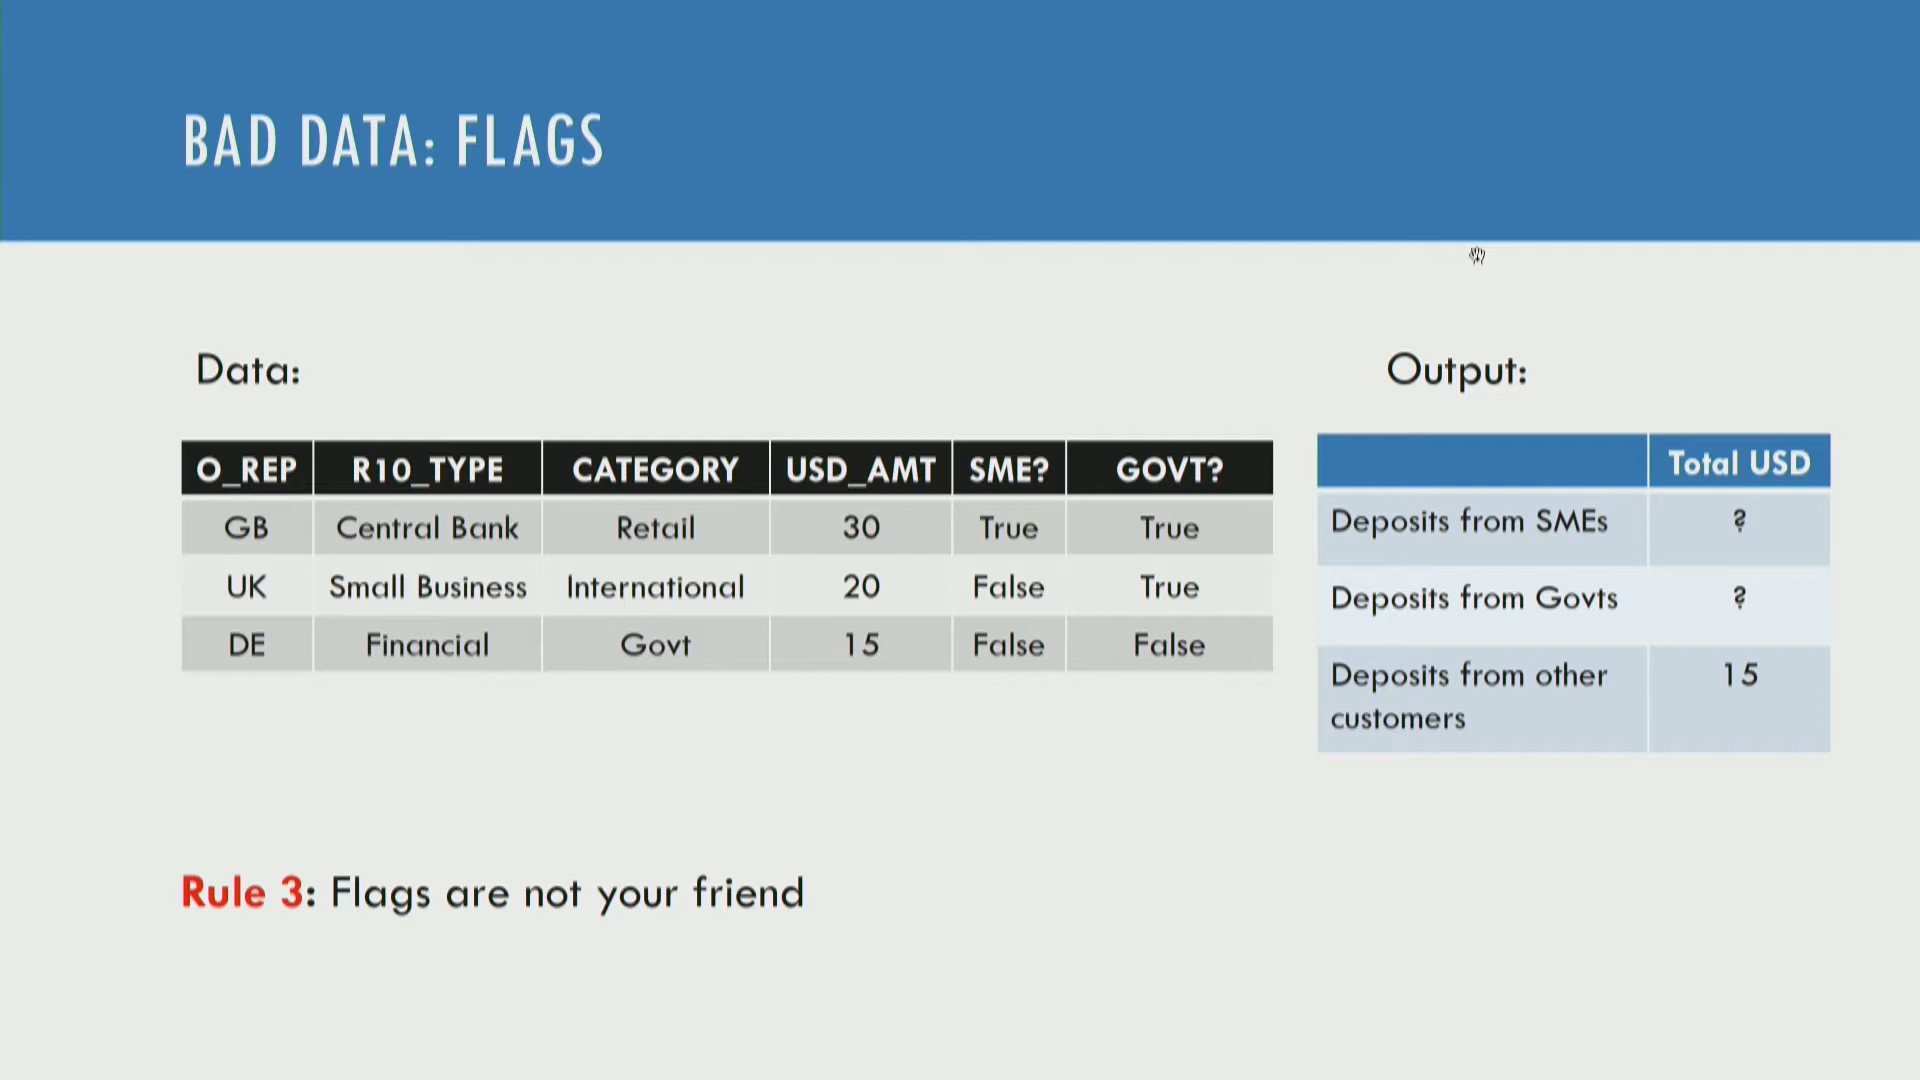 BAD DATA: FLAGS
Data:
O_REP R10_TYPE CATEGORY USD_AMT SME? GOVT?
GB Central Bank Retail 30 True True
UK Small Business International 20 False True
DE Financial Govt 15 False False
Output:
Total USD
Deposits from SMEs ?
Deposits from Govts ?
Deposits from other 15
customers
Rule 3: Flags are not your friend